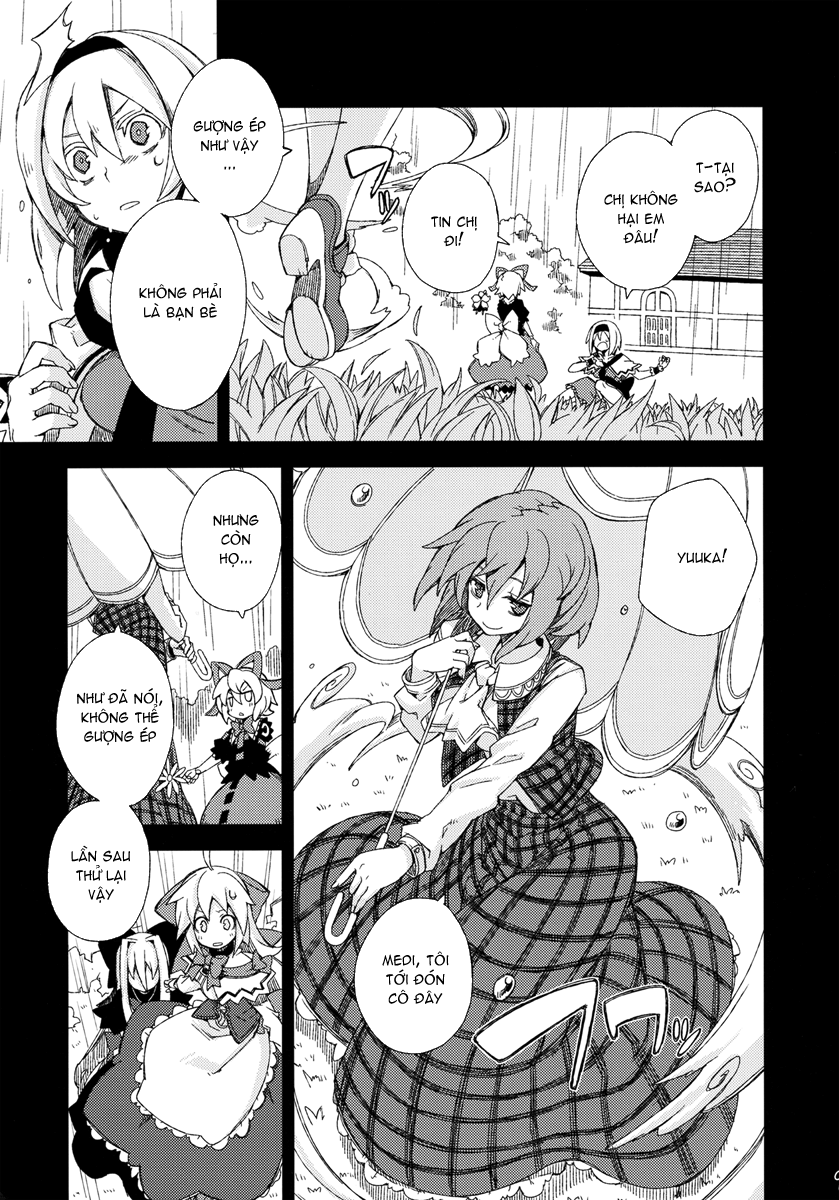 T-TẠI
SAO?
CHỊ KHÔNG
HẠI EM
ĐÂU!
TIN CHỊ
ĐI!
GƯỢNG ÉP
NHƯ VẬY
...
KHÔNG PHẢI
LÀ BẠN BÈ
YUUKA!
MEDI, TÔI
TỚI ĐÓN
CÔ ĐÂY
NHƯNG
CÒN
HỌ...
NHƯ ĐÃ NÓI,
KHÔNG THỂ
GƯỢNG ÉP
LẦN SAU
THỬ LẠI
VẬY